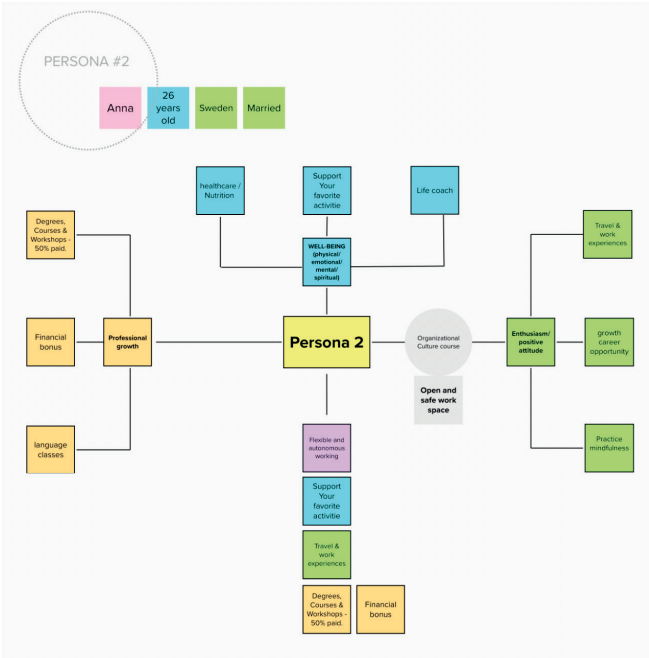 PERSONA #2
Anna
26
years
old
Sweden
Married
healthcare /
Nutrition
Support
Your
favorite
activitie
Life coach
Degrees,
Courses &
Workshops -
50% paid.
WELL-BEING
(physical/
emotional/
mental/
spiritual)
Travel &
work
experiences
Financial
bonus
Professional
growth
Persona 2
Organizational
Culture course
Enthusiasm/
positive
attitude
growth
career
opportunity
Open and
safe work
space
language
classes
Flexible and
autonomous
working
Practice
mindfulness
Support
Your
favorite
activitie
Travel &
work
experiences
Degrees,
Courses &
Workshops -
50% paid.
Financial
bonus